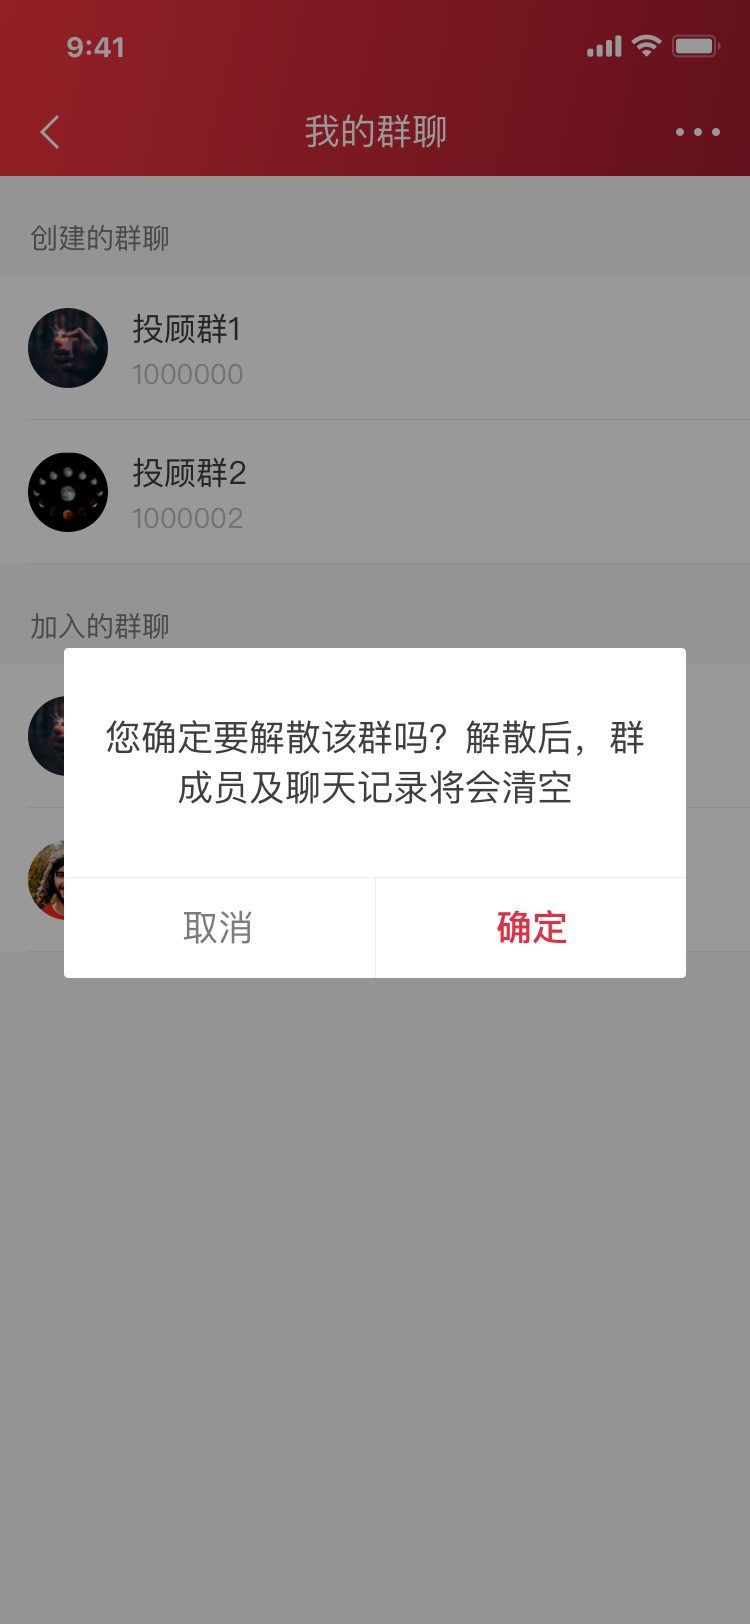 9:41
我的群聊
创建的群聊
投顾群1
1000000
投顾群2
1000002
加入的群聊
您确定要解散该群吗？解散后，群
成员及聊天记录将会清空
取消
确定